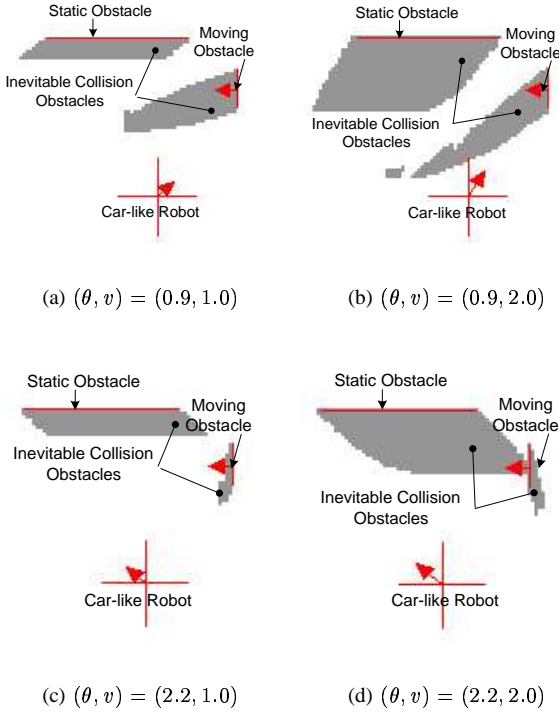 Static Obstacle
Moving
Obstacle
Inevitable Collision
Obstacles
Car-like Robot
(a) (θ, v) = (0.9, 1.0)
Static Obstacle
Moving
Obstacle
Inevitable Collision
Obstacles
Car-like Robot
(b) (θ, v) = (0.9, 2.0)
Static Obstacle
Moving
Obstacle
Inevitable Collision
Obstacles
Car-like Robot
(c) (θ, v) = (2.2, 1.0)
Static Obstacle
Moving
Obstacle
Inevitable Collision
Obstacles
Car-like Robot
(d) (θ, v) = (2.2, 2.0)